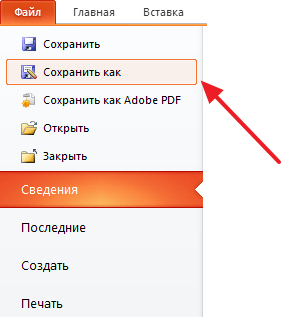 Файл Главная Вставка
Сохранить
Сохранить как
Сохранить как Adobe PDF
Открыть
Закрыть
Сведения
Последние
Создать
Печать